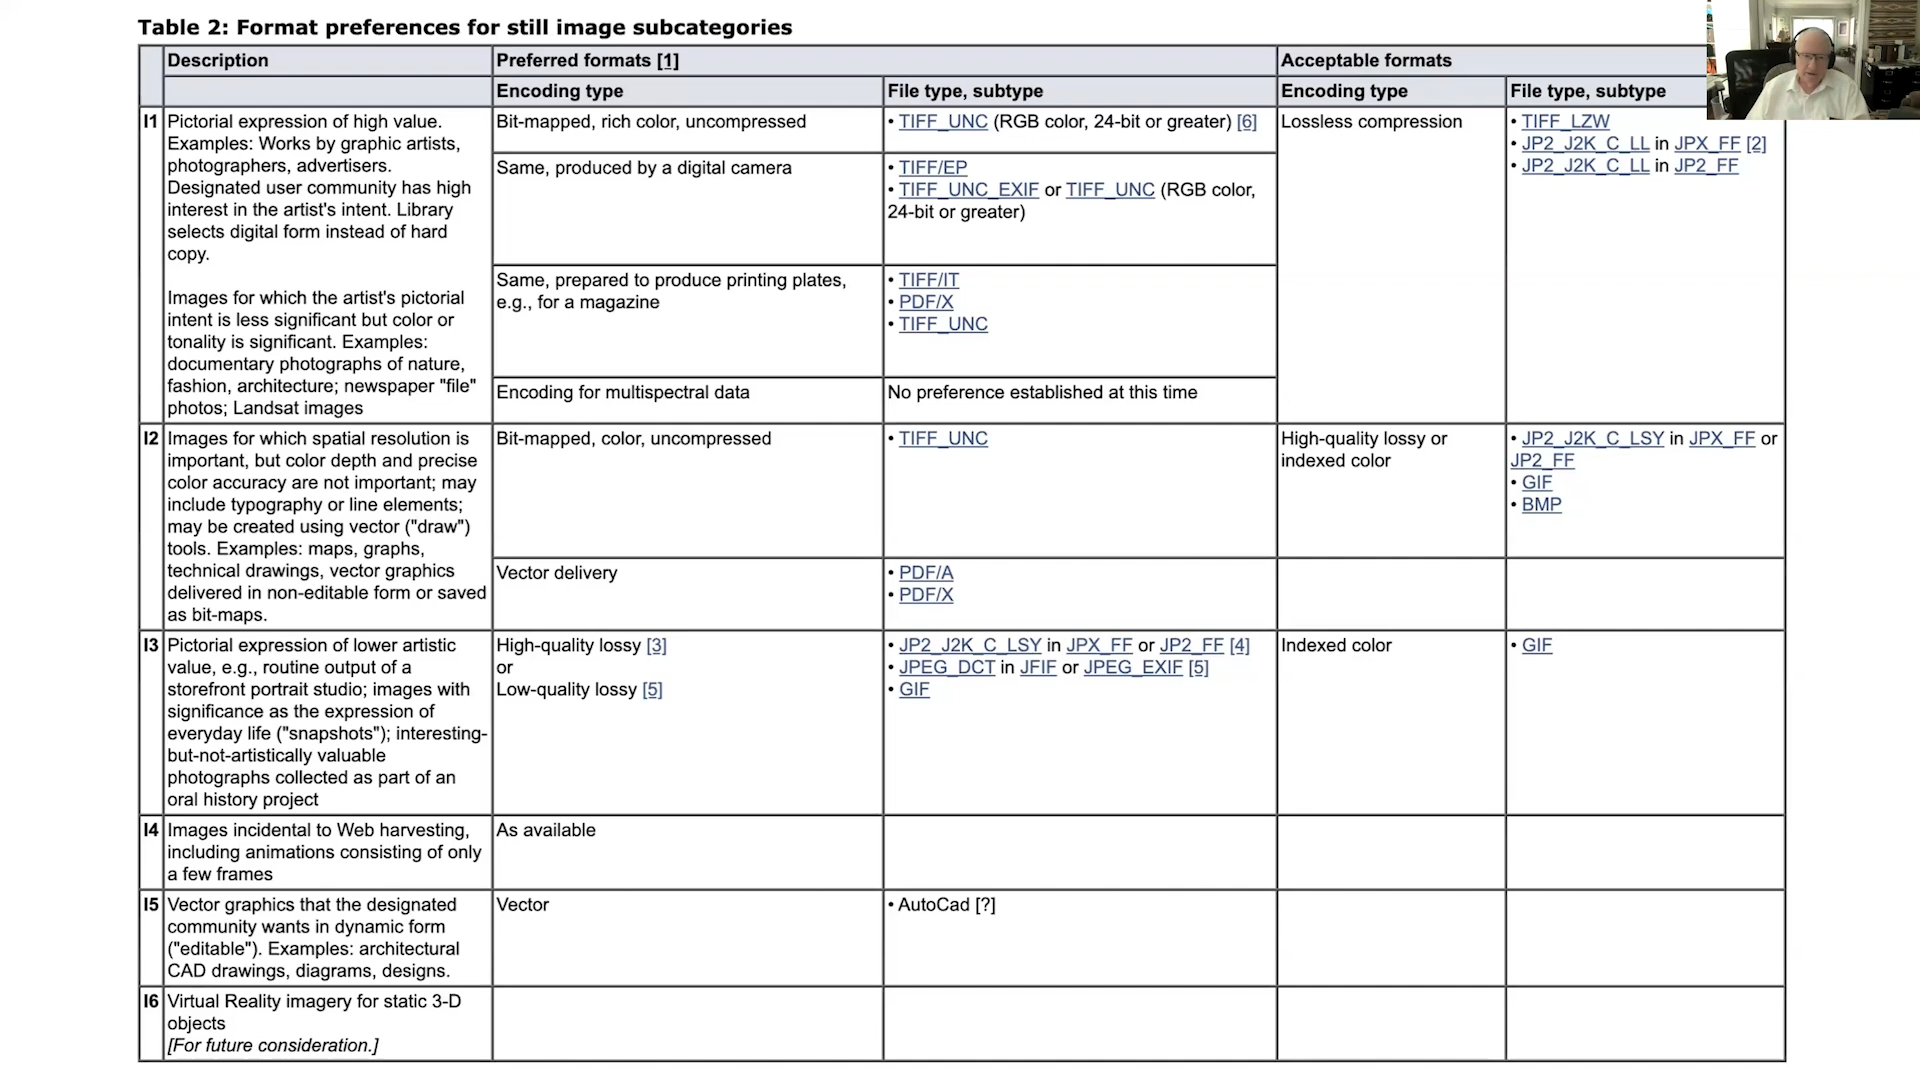 Table 2: Format preferences for still image subcategories
Description
Preferred formats [1]
Acceptable formats
Encoding type
File type, subtype
Encoding type
File type, subtype
I1
Pictorial expression of high value.
Examples: Works by graphic artists,
photographers, advertisers.
Designated user community has high
interest in the artist's intent. Library
selects digital form instead of hard
copy.
Images for which the artist's pictorial
intent is less significant but color or
tonality is significant. Examples:
documentary photographs of nature,
fashion, architecture; newspaper "file"
photos; Landsat images
Bit-mapped, rich color, uncompressed
• TIFF_UNC (RGB color, 24-bit or greater) [6]
Same, produced by a digital camera
• TIFF/EP
• TIFF_UNC_EXIF or TIFF_UNC (RGB color,
24-bit or greater)
Same, prepared to produce printing plates,
e.g., for a magazine
• TIFF/IT
• PDF/X
• TIFF_UNC
Encoding for multispectral data
No preference established at this time
Lossless compression
• TIFF_LZW
• JP2_J2K_C_LL in JPX_FF [2]
• JP2_J2K_C_LL in JP2_FF
I2
Images for which spatial resolution is
important, but color depth and precise
color accuracy are not important; may
include typography or line elements;
may be created using vector ("draw")
tools. Examples: maps, graphs,
technical drawings, vector graphics
delivered in non-editable form or saved
as bit-maps.
Bit-mapped, color, uncompressed
• TIFF_UNC
High-quality lossy or
indexed color
• JP2_J2K_C_LSY in JPX_FF or
JP2_FF
• GIF
• BMP
Vector delivery
• PDF/A
• PDF/X
I3
Pictorial expression of lower artistic
value, e.g., routine output of a
storefront portrait studio; images with
significance as the expression of
everyday life ("snapshots"); interesting-
but-not-artistically valuable
photographs collected as part of an
oral history project
High-quality lossy [3]
or
Low-quality lossy [5]
• JP2_J2K_C_LSY in JPX_FF or JP2_FF [4]
• JPEG_DCT in JFIF or JPEG_EXIF [5]
• GIF
Indexed color
• GIF
I4
Images incidental to Web harvesting,
including animations consisting of only
a few frames
As available
I5
Vector graphics that the designated
community wants in dynamic form
("editable"). Examples: architectural
CAD drawings, diagrams, designs.
Vector
• AutoCad [?]
I6
Virtual Reality imagery for static 3-D
objects
[For future consideration.]